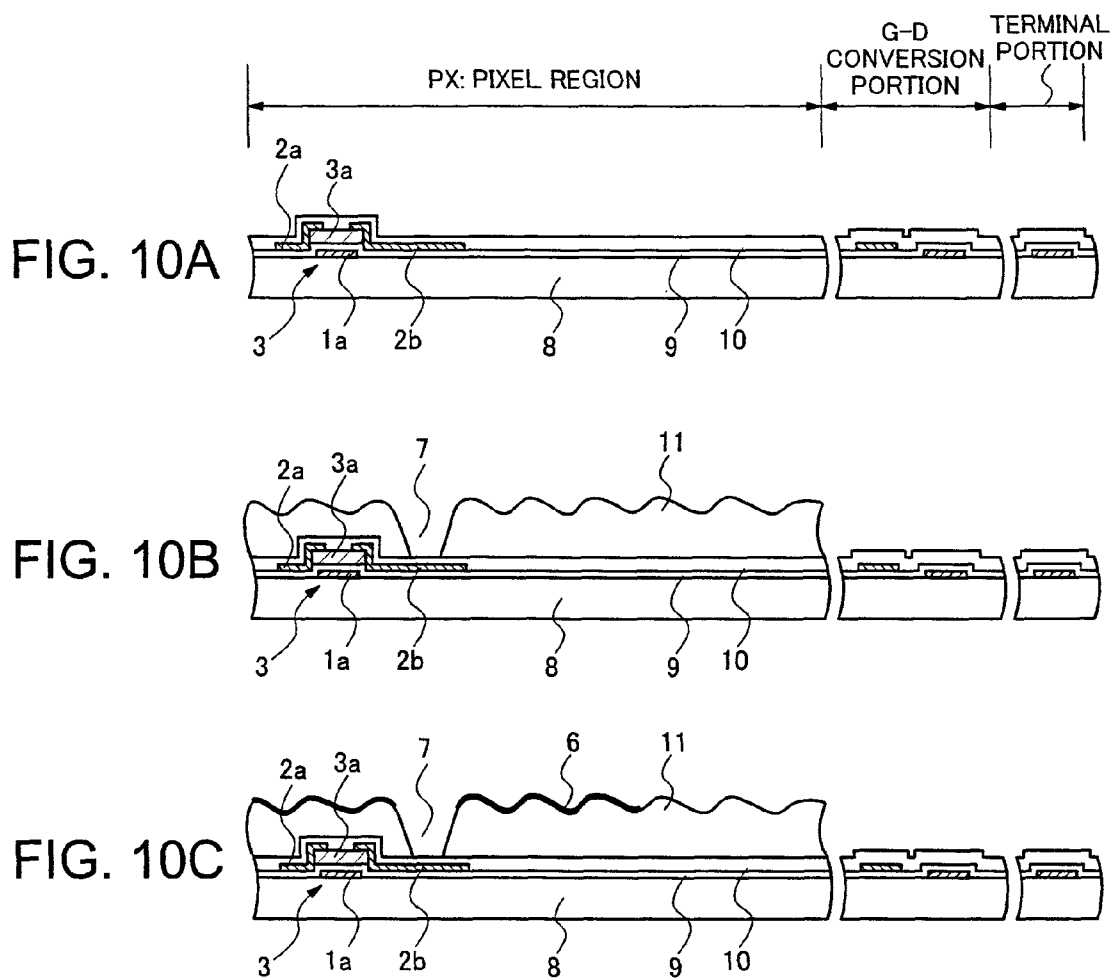 PX: PIXEL REGION
G-D
CONVERSION
PORTION
TERMINAL
PORTION
FIG. 10A
2a
3a
3
1a
2b
8
9
10
FIG. 10B
2a
3a
7
11
3
1a
2b
8
9
10
FIG. 10C
2a
3a
7
6
11
3
1a
2b
8
9
10